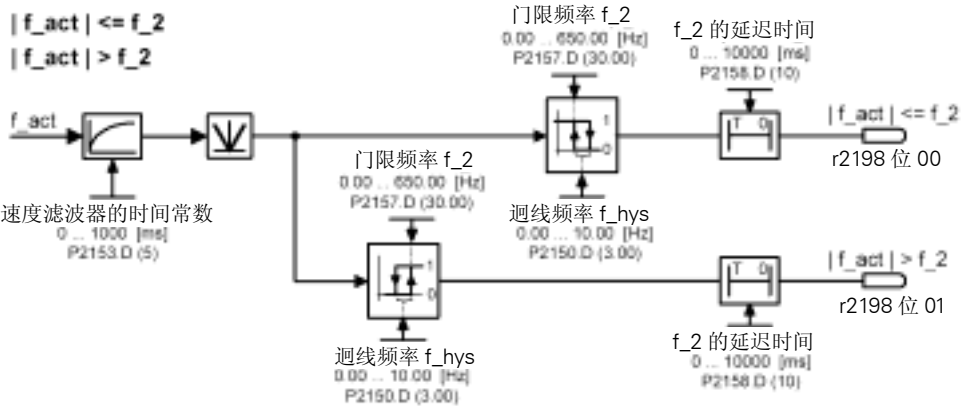 | f_act | <= f_2
| f_act | > f_2
门限频率 f_2
0.00 ... 650.00 [Hz]
P2157.D (30.00)
f_2 的延迟时间
0 ... 10000 [ms]
P2158.D (10)
f_act
1
0
T 0
| f_act | <= f_2
r2198 位 00
速度滤波器的时间常数
0 ... 1000 [ms]
P2153.D (5)
门限频率 f_2
0.00 ... 650.00 [Hz]
P2157.D (30.00)
迥线频率 f_hys
0.00 ... 10.00 [Hz]
P2150.D (3.00)
1
0
T 0
| f_act | > f_2
r2198 位 01
迥线频率 f_hys
0.00 ... 10.00 [Hz]
P2150.D (3.00)
f_2 的延迟时间
0 ... 10000 [ms]
P2158.D (10)